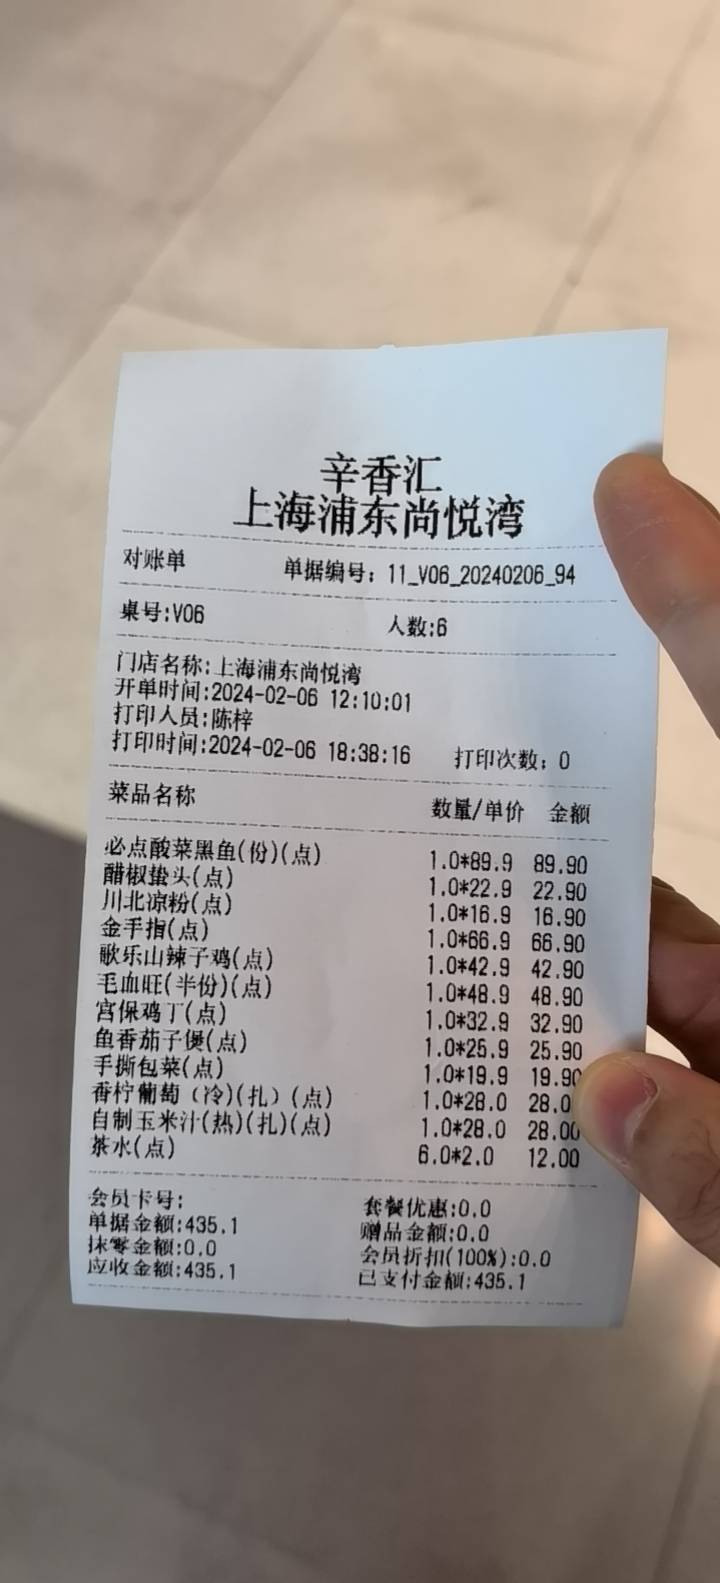 辛香汇
上海浦东尚悦湾
对账单 单据编号：11_V06_20240206_94
桌号:V06 人数:6
门店名称:上海浦东尚悦湾
开单时间:2024-02-06 12:10:01
打印人员:陈梓
打印时间:2024-02-06 18:38:16 打印次数：0
菜品名称 数量/单价 金额
必点酸菜黑鱼(份)(点) 1.0*89.9 89.90
醋椒蛰头(点) 1.0*22.9 22.90
川北凉粉(点) 1.0*16.9 16.90
金手指(点) 1.0*66.9 66.90
歌乐山辣子鸡(点) 1.0*42.9 42.90
毛血旺(半份)(点) 1.0*48.9 48.90
宫保鸡丁(点) 1.0*32.9 32.90
鱼香茄子煲(点) 1.0*25.9 25.90
手撕包菜(点) 1.0*19.9 19.90
香柠葡萄（冷)(扎）(点) 1.0*28.0 28.0
自制玉米汁(热)(扎)(点) 1.0*28.0 28.00
茶水(点) 6.0*2.0 12.00
会员卡号: 套餐优惠:0.0
单据金额:435.1 赠品金额:0.0
抹零金额:0.0 会员折扣(100%):0.0
应收金额:435.1 已支付金额:435.1